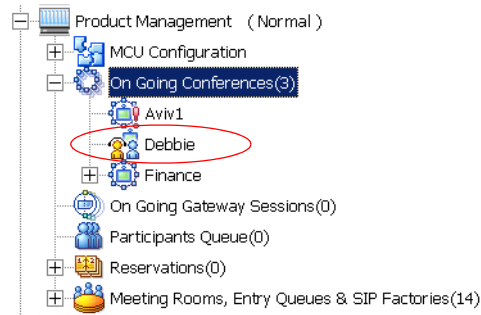 Product Management ( Normal )
MCU Configuration
On Going Conferences(3)
Aviv1
Debbie
Finance
On Going Gateway Sessions(0)
Participants Queue(0)
Reservations(0)
Meeting Rooms, Entry Queues & SIP Factories(14)